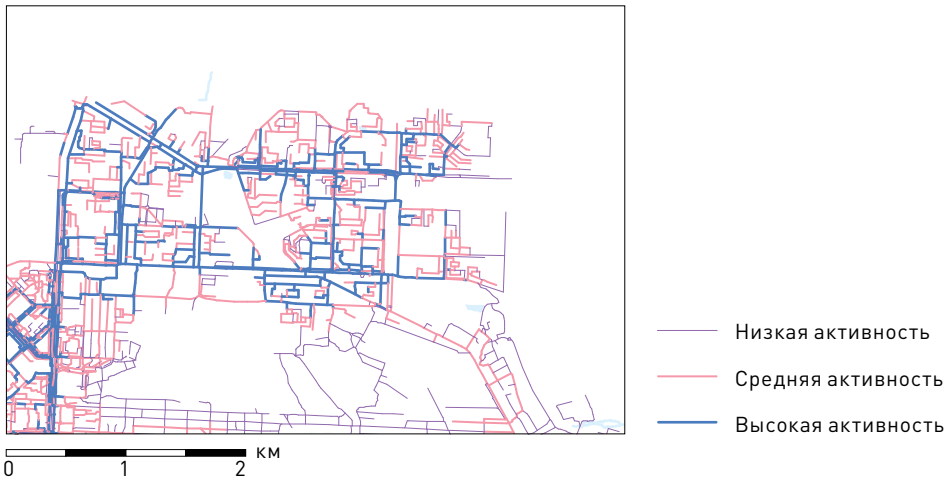 Низкая активность
Средняя активность
Высокая активность
км
0 1 2